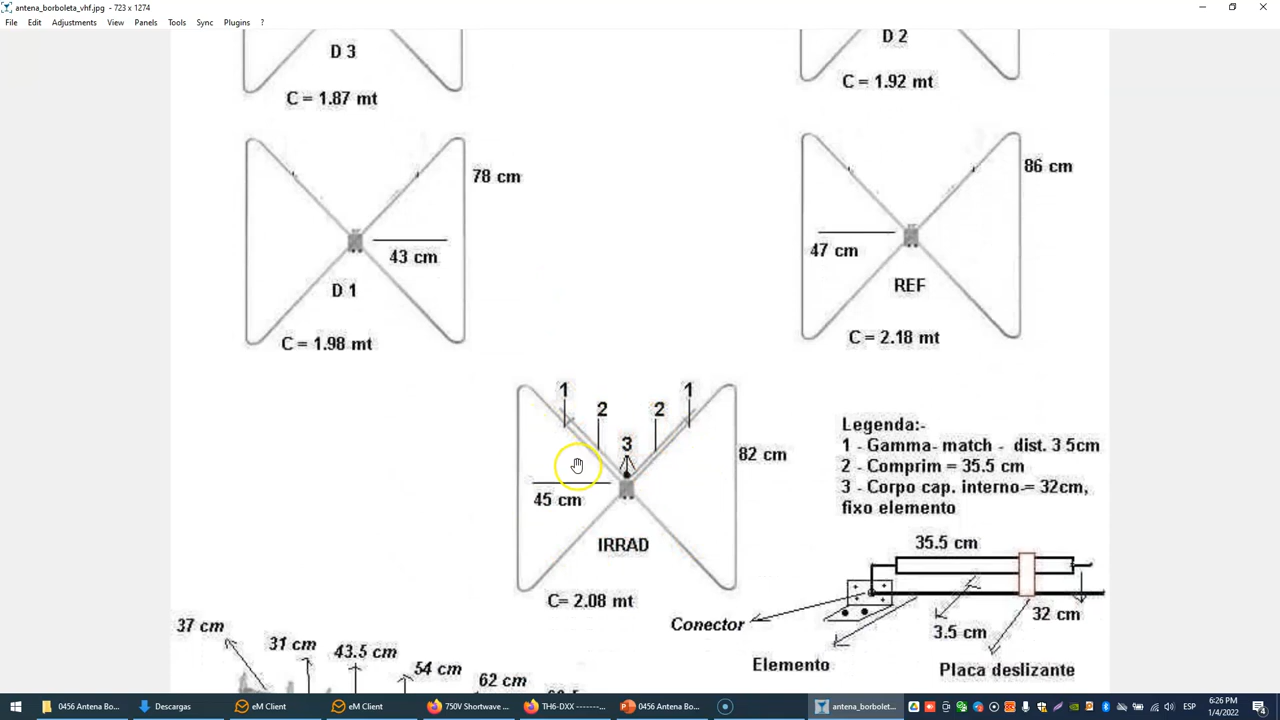 antena_borboleta_vhf.jpg - 723 x 1274
File Edit Adjustments View Panels Tools Sync Plugins ?
D 3
C = 1.87 mt
D 2
C = 1.92 mt
78 cm
43 cm
D 1
C = 1.98 mt
86 cm
47 cm
REF
C = 2.18 mt
1 1
2 2
3
82 cm
45 cm
IRRAD
C= 2.08 mt
Legenda:-
1 - Gamma- match - dist. 3 5cm
2 - Comprim = 35.5 cm
3 - Corpo cap. interno-= 32cm,
fixo elemento
35.5 cm
32 cm
3.5 cm
Conector
Elemento
Placa deslizante
37 cm
31 cm
43.5 cm
54 cm
62 cm
0456 Antena Bo... Descargas eM Client eM Client 750V Shortwave ... TH6-DXX -------... 0456 Antena Bo... antena_borbolet... ESP
6:26 PM
1/4/2022